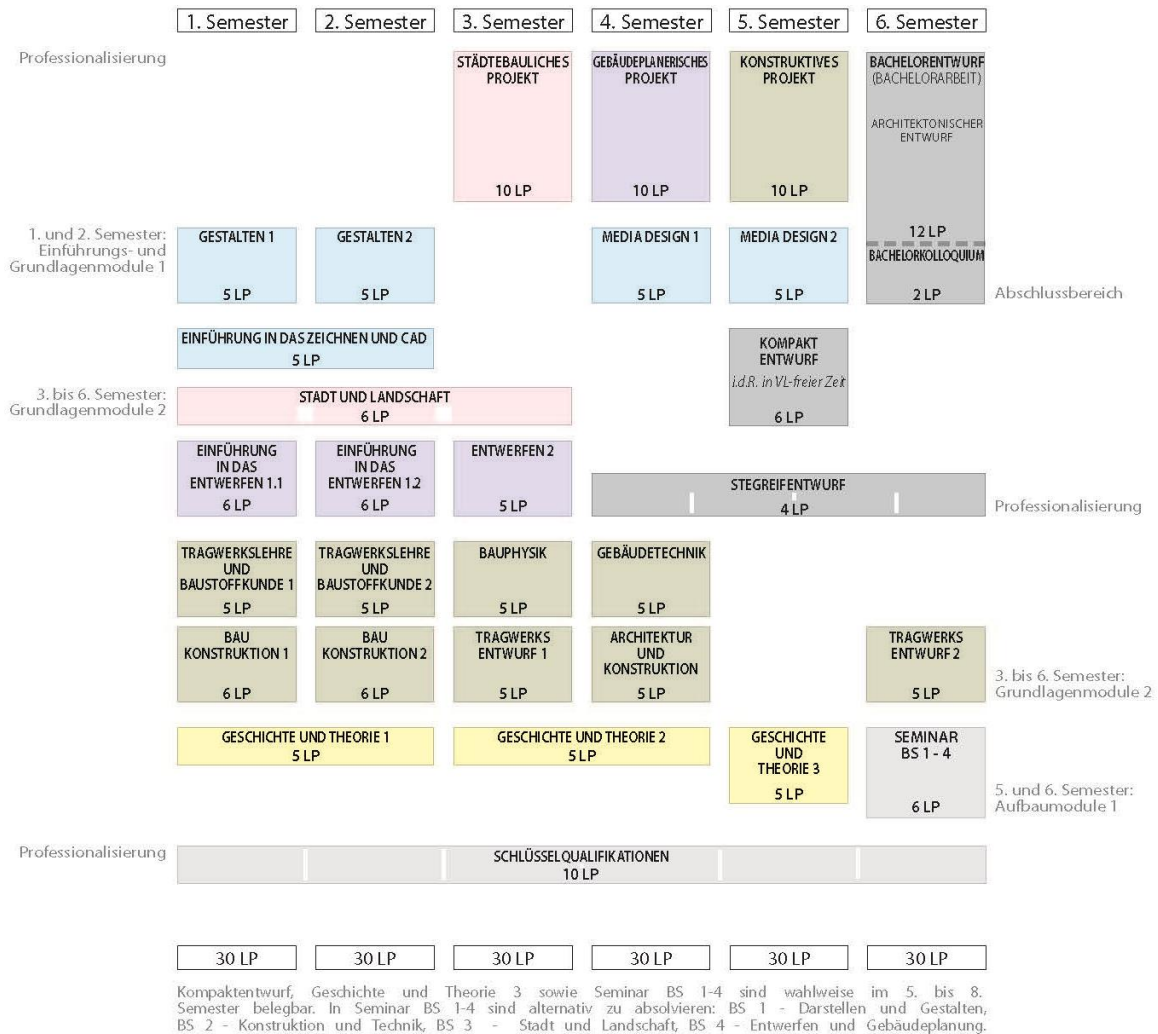 1. Semester
2. Semester
3. Semester
4. Semester
5. Semester
6. Semester
Professionalisierung
STÄDTEBAULICHES
PROJEKT
10 LP
GEBÄUDEPLANERISCHES
PROJEKT
10 LP
KONSTRUKTIVES
PROJEKT
10 LP
BACHELORENTWURF
(BACHELORARBEIT)
ARCHITEKTONISCHER
ENTWURF
12 LP
BACHELORKOLLOQUIUM
2 LP
Abschlussbereich
1. und 2. Semester:
Einführungs- und
Grundlagenmodule 1
GESTALTEN 1
5 LP
GESTALTEN 2
5 LP
MEDIA DESIGN 1
5 LP
MEDIA DESIGN 2
5 LP
EINFÜHRUNG IN DAS ZEICHNEN UND CAD
5 LP
KOMPAKT
ENTWURF
i.d.R. in VL-freier Zeit
6 LP
3. bis 6. Semester:
Grundlagenmodule 2
STADT UND LANDSCHAFT
6 LP
EINFÜHRUNG
IN DAS
ENTWERFEN 1.1
6 LP
EINFÜHRUNG
IN DAS
ENTWERFEN 1.2
6 LP
ENTWERFEN 2
5 LP
STEGREIFENTWURF
4 LP
Professionalisierung
TRAGWERKSLEHRE
UND
BAUSTOFFKUNDE 1
5 LP
TRAGWERKSLEHRE
UND
BAUSTOFFKUNDE 2
5 LP
BAUPHYSIK
5 LP
GEBÄUDETECHNIK
5 LP
BAU
KONSTRUKTION 1
6 LP
BAU
KONSTRUKTION 2
6 LP
TRAGWERKS
ENTWURF 1
5 LP
ARCHITEKTUR
UND
KONSTRUKTION
5 LP
TRAGWERKS
ENTWURF 2
5 LP
3. bis 6. Semester:
Grundlagenmodule 2
GESCHICHTE UND THEORIE 1
5 LP
GESCHICHTE UND THEORIE 2
5 LP
GESCHICHTE
UND
THEORIE 3
5 LP
SEMINAR
BS 1 - 4
6 LP
5. und 6. Semester:
Aufbaumodule 1
Professionalisierung
SCHLÜSSELQUALIFIKATIONEN
10 LP
30 LP
30 LP
30 LP
30 LP
30 LP
30 LP
Kompaktentwurf, Geschichte und Theorie 3 sowie Seminar BS 1-4 sind wahlweise im 5. bis 8.
Semester belegbar. In Seminar BS 1-4 sind alternativ zu absolvieren: BS 1 - Darstellen und Gestalten,
BS 2 - Konstruktion und Technik, BS 3 - Stadt und Landschaft, BS 4 - Entwerfen und Gebäudeplanung.